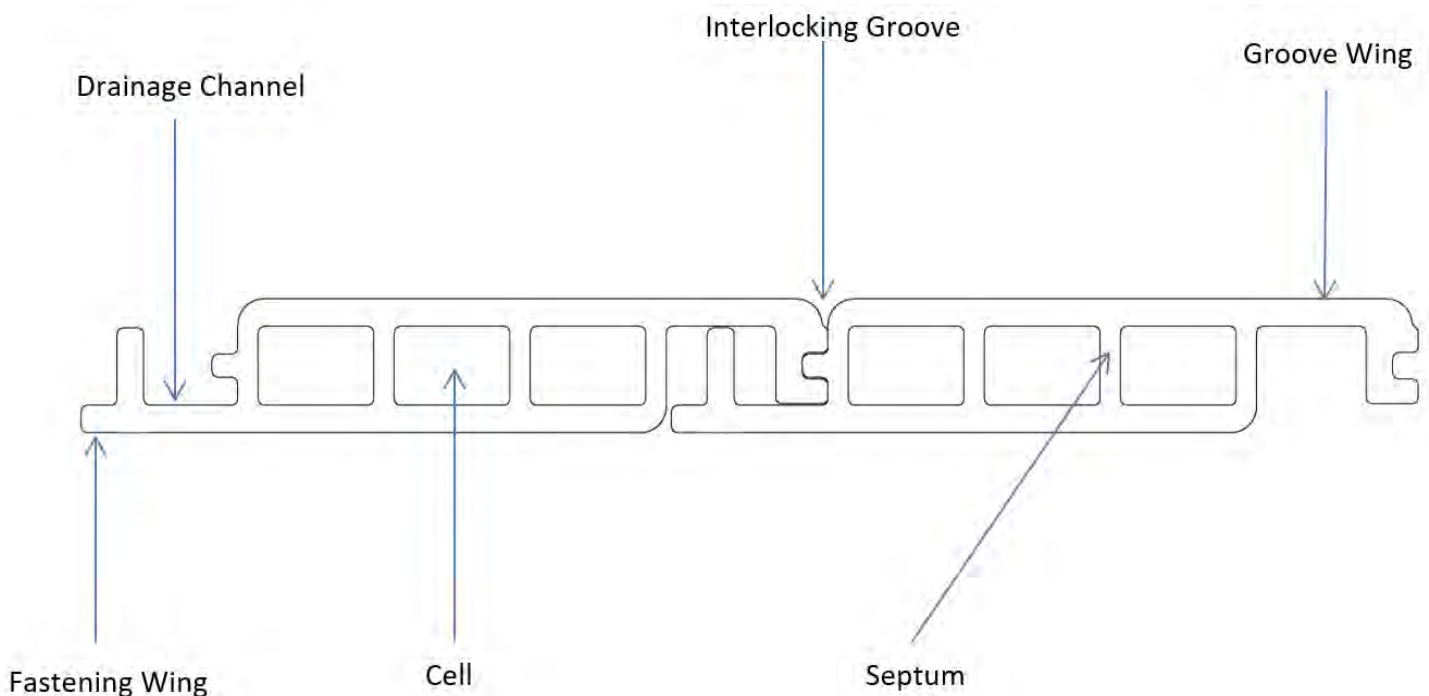 Interlocking Groove
Groove Wing
Drainage Channel
Fastening Wing
Cell
Septum